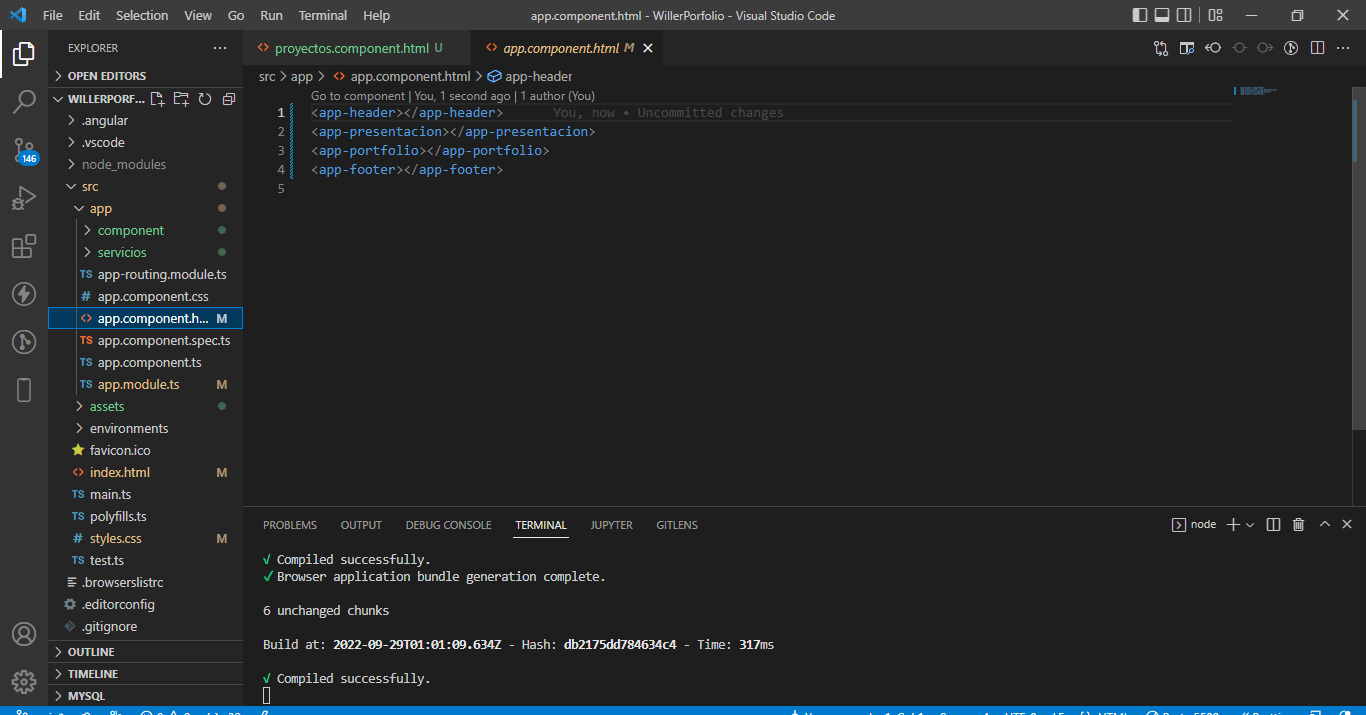 File Edit Selection View Go Run Terminal Help
app.component.html - WillerPorfolio - Visual Studio Code
EXPLORER
OPEN EDITORS
WILLERPORF...
.angular
.vscode
node_modules
src
app
component
servicios
app-routing.module.ts
app.component.css
app.component.h... M
app.component.spec.ts
app.component.ts
app.module.ts M
assets
environments
favicon.ico
index.html M
main.ts
polyfills.ts
styles.css M
test.ts
.browserslistrc
.editorconfig
.gitignore
OUTLINE
TIMELINE
MYSQL
146
proyectos.component.html U
app.component.html M
src > app > app.component.html > app-header
Go to component | You, 1 second ago | 1 author (You)
1 <app-header></app-header> You, now • Uncommitted changes
2 <app-presentacion></app-presentacion>
3 <app-portfolio></app-portfolio>
4 <app-footer></app-footer>
5
PROBLEMS OUTPUT DEBUG CONSOLE TERMINAL JUPYTER GITLENS
node
√ Compiled successfully.
✓ Browser application bundle generation complete.
6 unchanged chunks
Build at: 2022-09-29T01:01:09.634Z - Hash: db2175dd784634c4 - Time: 317ms
√ Compiled successfully.